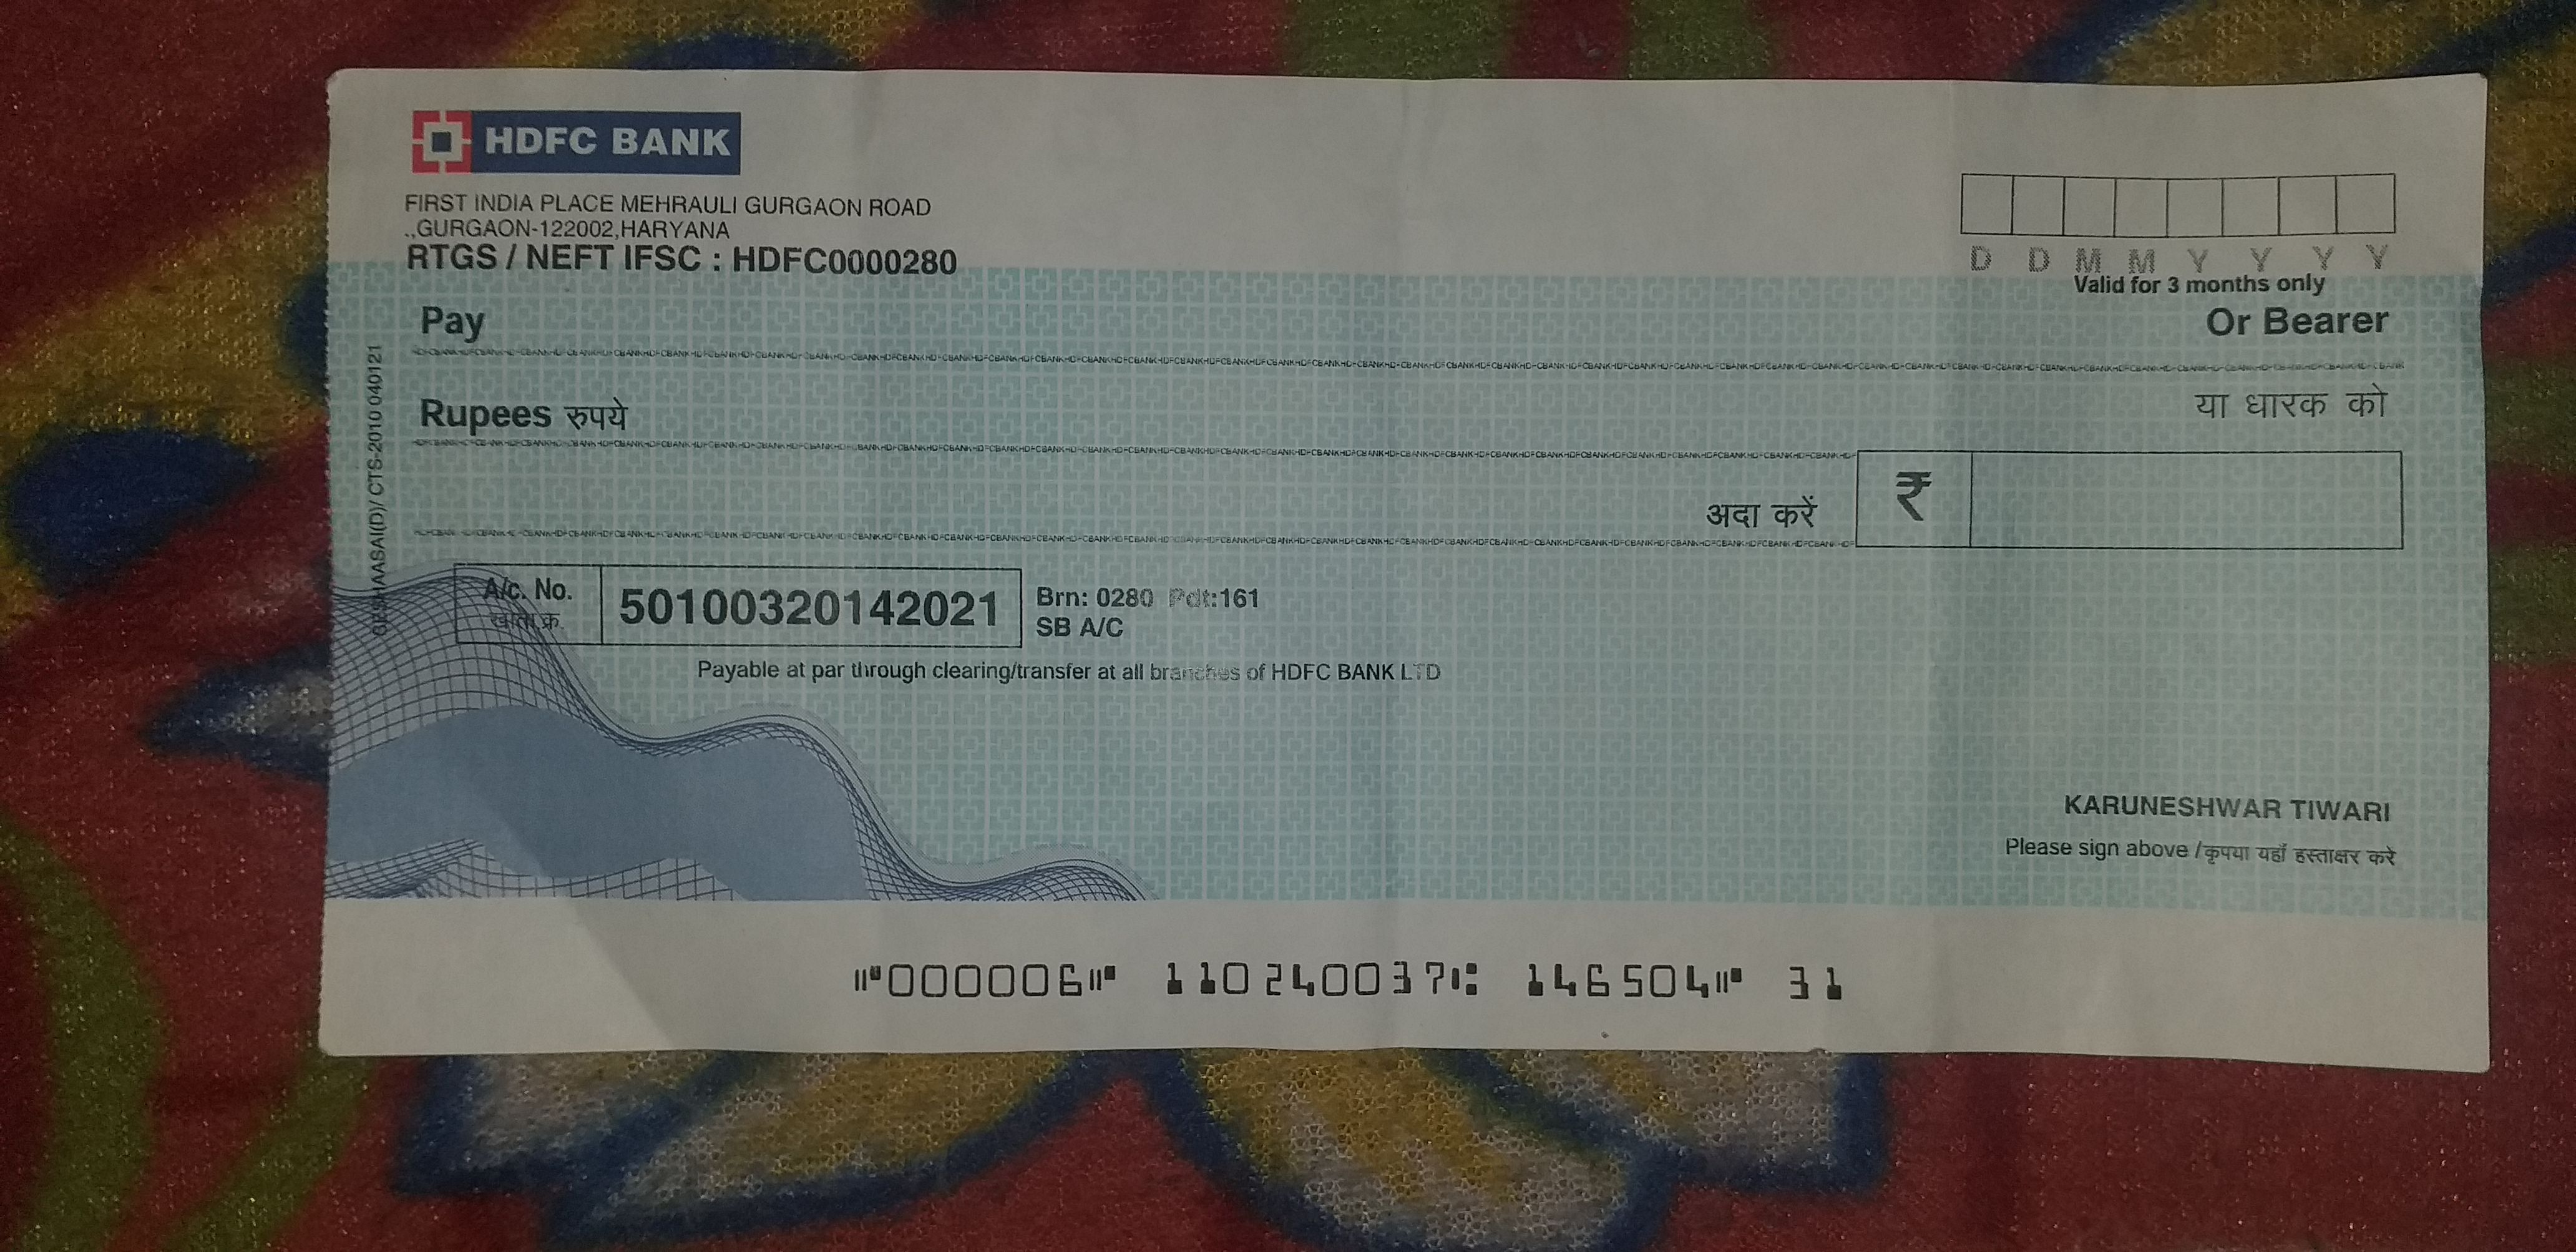 HDFC BANK
FIRST INDIA PLACE MEHRAULI GURGAON ROAD
.,GURGAON-122002,HARYANA
RTGS / NEFT IFSC : HDFC0000280
D D M M Y Y Y Y
Valid for 3 months only
Pay
Or Bearer
या धारक को
Rupees रुपये
अदा करें
₹
A/c. No.
खा.क्र.
50100320142021
Brn: 0280 Pdt:161
SB A/C
Payable at par through clearing/transfer at all branches of HDFC BANK LTD
KARUNESHWAR TIWARI
Please sign above / कृपया यहाँ हस्ताक्षर करें
SESHAASAI(D)/ CTS-2010 040121
⑈000006⑈ 110240037⑆ 146504⑈ 31